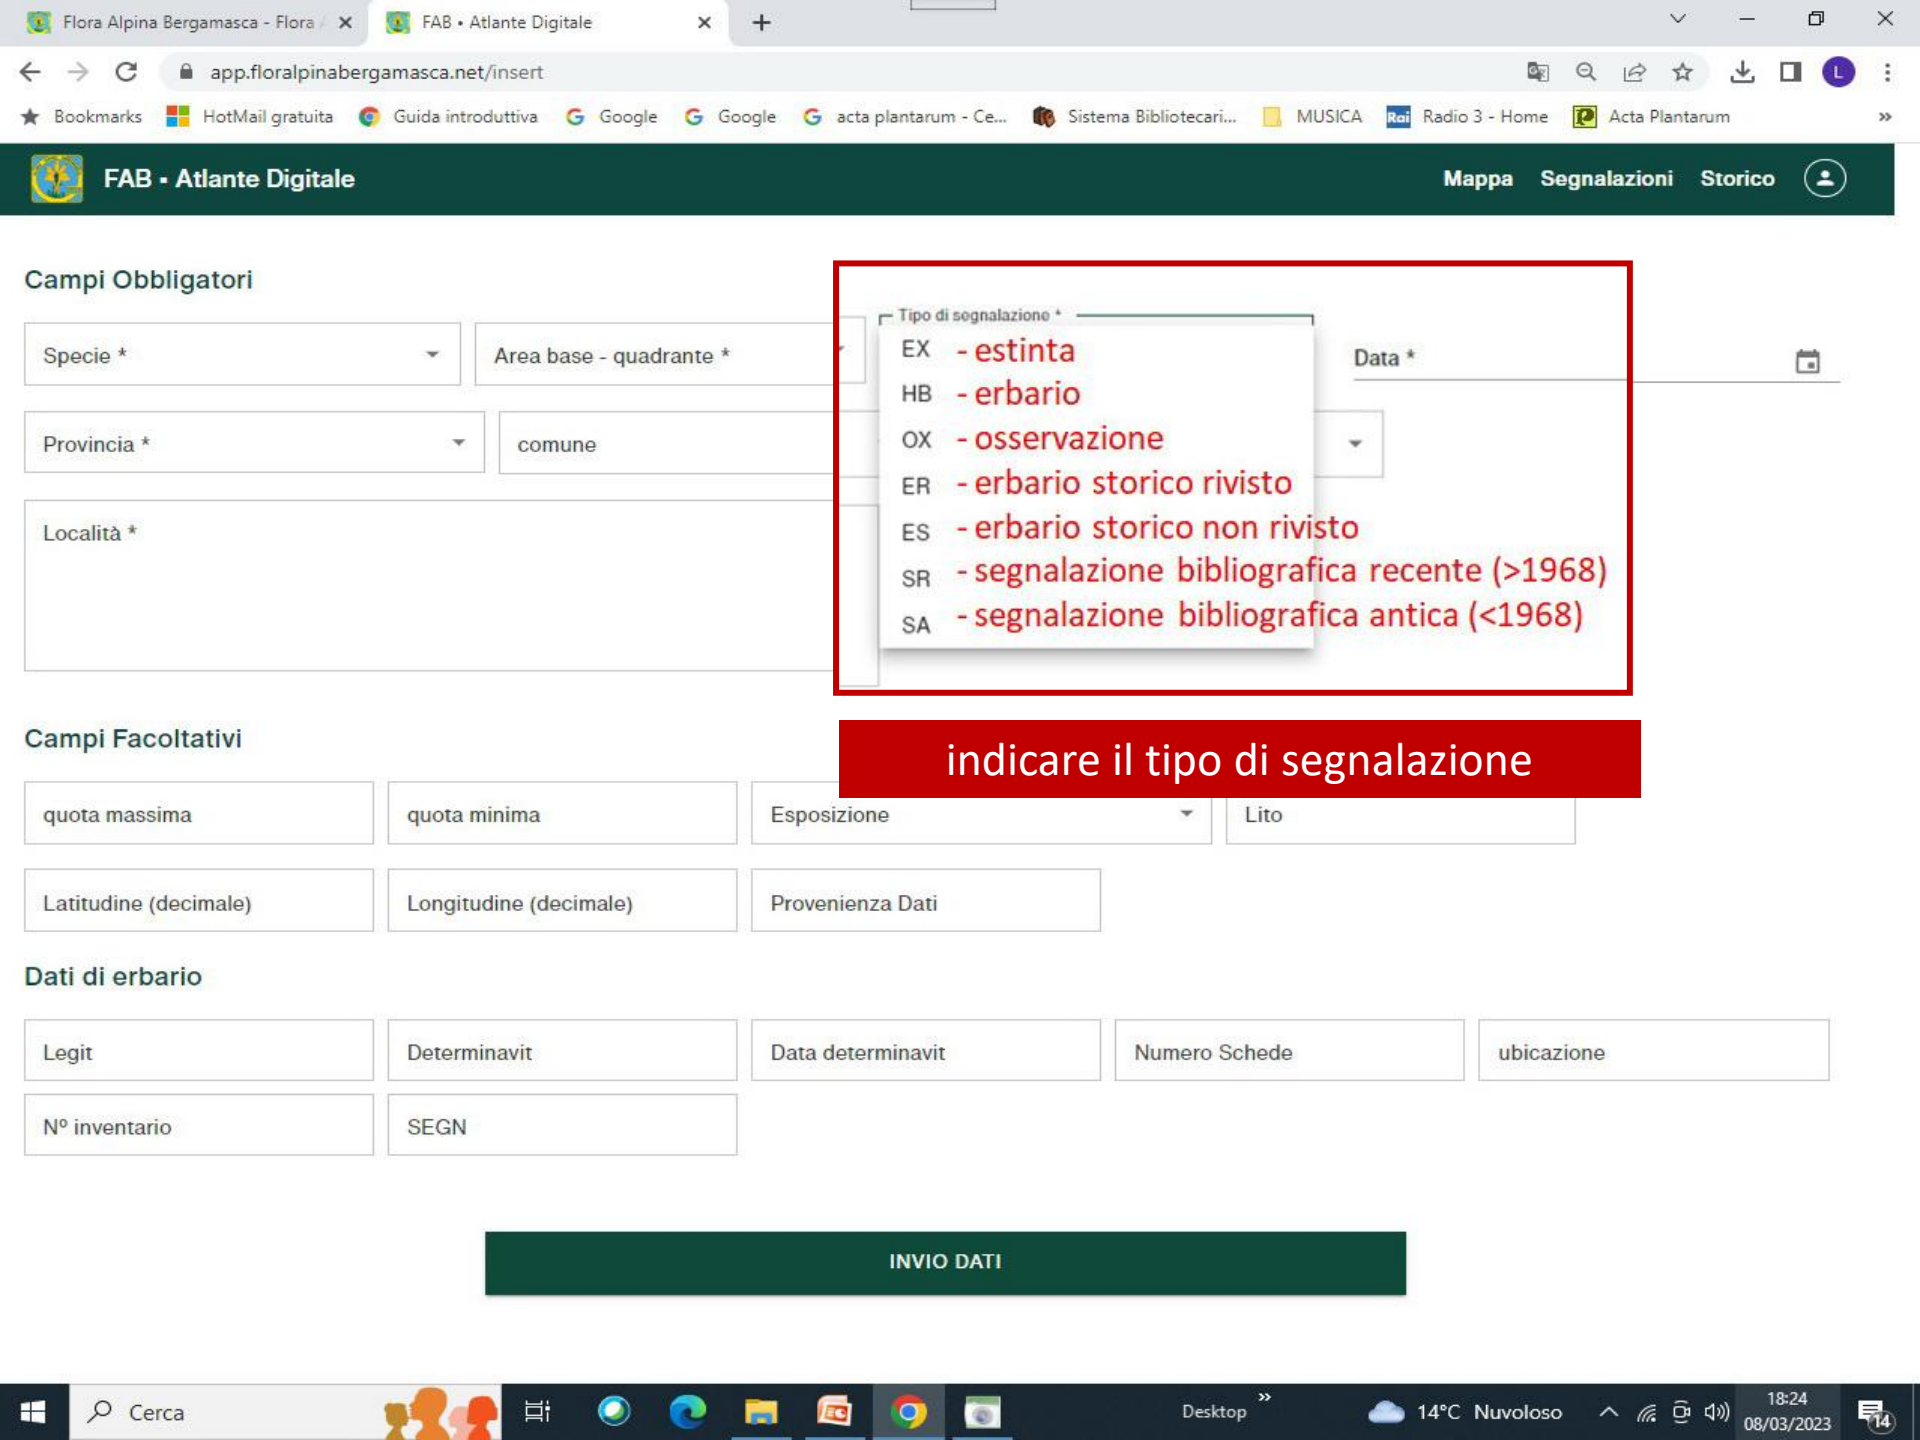 Flora Alpina Bergamasca - Flora A
FAB • Atlante Digitale
app.floralpinabergamasca.net/insert
L
Bookmarks
HotMail gratuita
Guida introduttiva
Google
Google
acta plantarum - Ce...
Sistema Bibliotecari...
MUSICA
Rai
Radio 3 - Home
Acta Plantarum
FAB • Atlante Digitale
Mappa
Segnalazioni
Storico
Campi Obbligatori
Tipo di segnalazione *
Specie *
Area base - quadrante *
Data *
EX - estinta
HB - erbario
Provincia *
comune
OX - osservazione
ER - erbario storico rivisto
Località *
ES - erbario storico non rivisto
SR - segnalazione bibliografica recente (>1968)
SA - segnalazione bibliografica antica (<1968)
Campi Facoltativi
indicare il tipo di segnalazione
quota massima
quota minima
Esposizione
Lito
Latitudine (decimale)
Longitudine (decimale)
Provenienza Dati
Dati di erbario
Legit
Determinavit
Data determinavit
Numero Schede
ubicazione
Nº inventario
SEGN
INVIO DATI
Cerca
Desktop
14°C Nuvoloso
18:24
08/03/2023
14